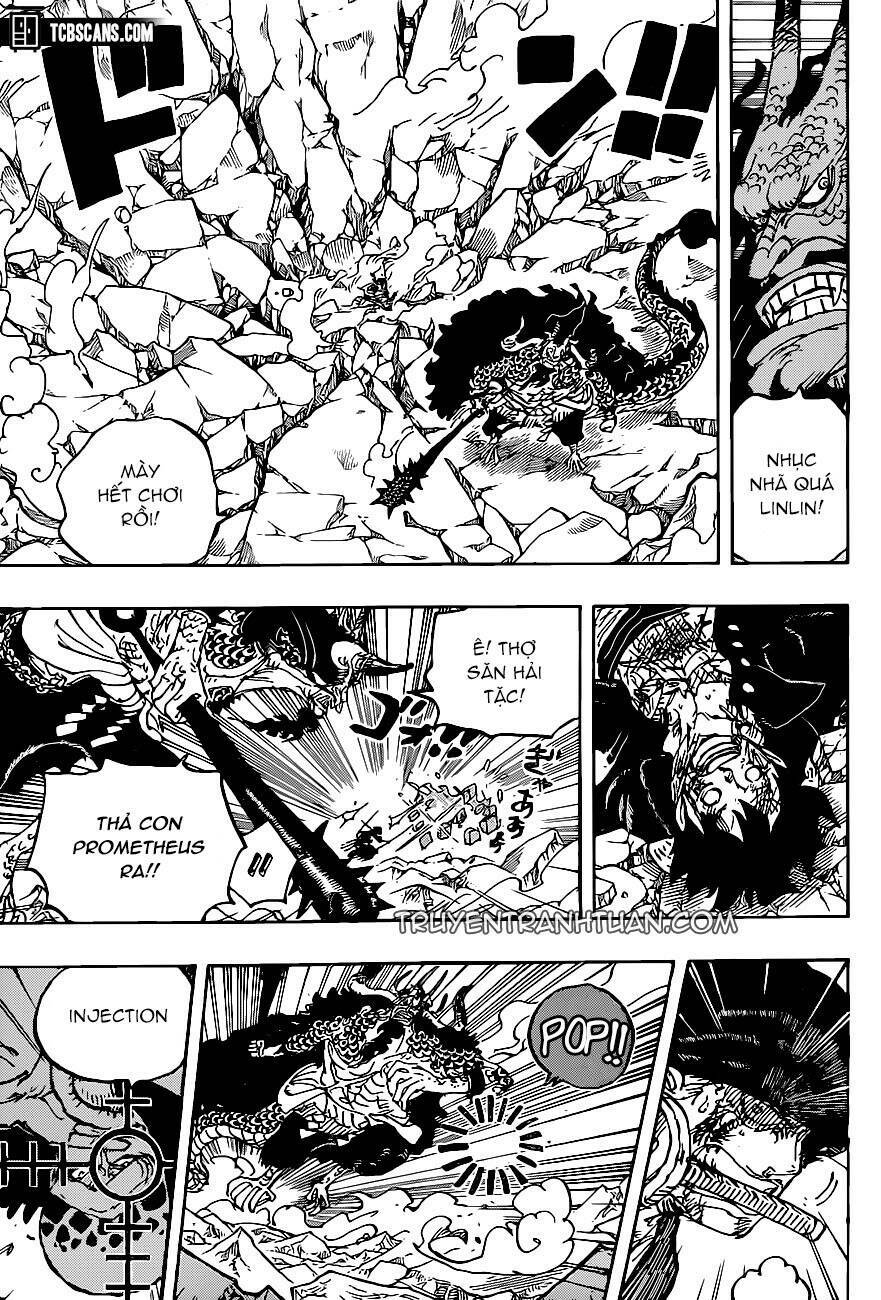 TCBSCANS.COM
ドン!!
NHỤC
NHÃ QUÁ
LINLIN!
MÀY
HẾT CHƠI
RỒI!
Ê! THỢ
SĂN HẢI
TẶC!
THẢ CON
PROMETHEUS
RA!!
!!
TRUYENTRANHTUAN.COM
POP!!
INJECTION